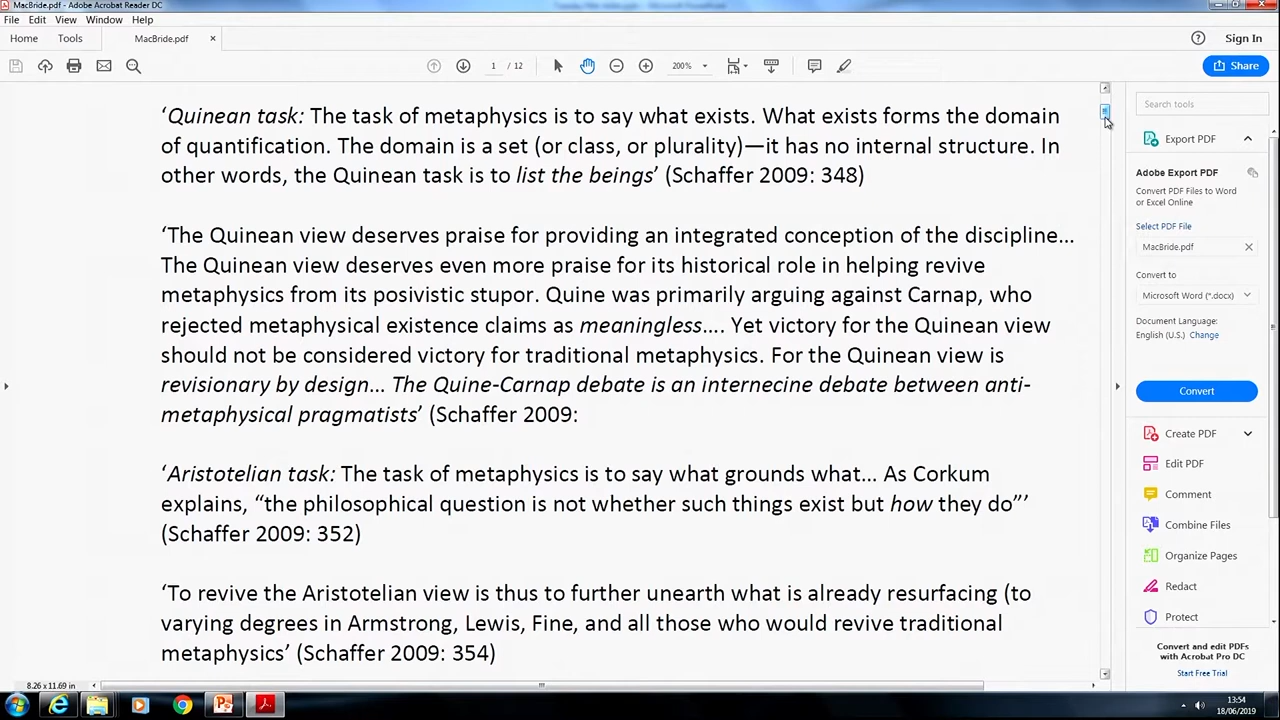 MacBride.pdf - Adobe Acrobat Reader DC
File Edit View Window Help
Home Tools MacBride.pdf × Sign In
1 / 12 200% Share
‘Quinean task: The task of metaphysics is to say what exists. What exists forms the domain
of quantification. The domain is a set (or class, or plurality)—it has no internal structure. In
other words, the Quinean task is to list the beings’ (Schaffer 2009: 348)
‘The Quinean view deserves praise for providing an integrated conception of the discipline…
The Quinean view deserves even more praise for its historical role in helping revive
metaphysics from its posivistic stupor. Quine was primarily arguing against Carnap, who
rejected metaphysical existence claims as meaningless…. Yet victory for the Quinean view
should not be considered victory for traditional metaphysics. For the Quinean view is
revisionary by design… The Quine-Carnap debate is an internecine debate between anti-
metaphysical pragmatists’ (Schaffer 2009:
‘Aristotelian task: The task of metaphysics is to say what grounds what… As Corkum
explains, “the philosophical question is not whether such things exist but how they do”’
(Schaffer 2009: 352)
‘To revive the Aristotelian view is thus to further unearth what is already resurfacing (to
varying degrees in Armstrong, Lewis, Fine, and all those who would revive traditional
metaphysics’ (Schaffer 2009: 354)
Search tools
Export PDF
Adobe Export PDF
Convert PDF Files to Word
or Excel Online
Select PDF File
MacBride.pdf
Convert to
Microsoft Word (*.docx)
Document Language:
English (U.S.) Change
Convert
Create PDF
Edit PDF
Comment
Combine Files
Organize Pages
Redact
Protect
Convert and edit PDFs
with Acrobat Pro DC
Start Free Trial
8.26 x 11.69 in
13:54
18/06/2019